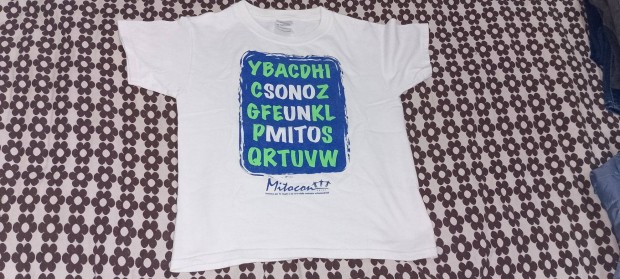 YBACDHI
CSONOZ
GFEUNKL
PMITOS
QRTUVW
Mitocon